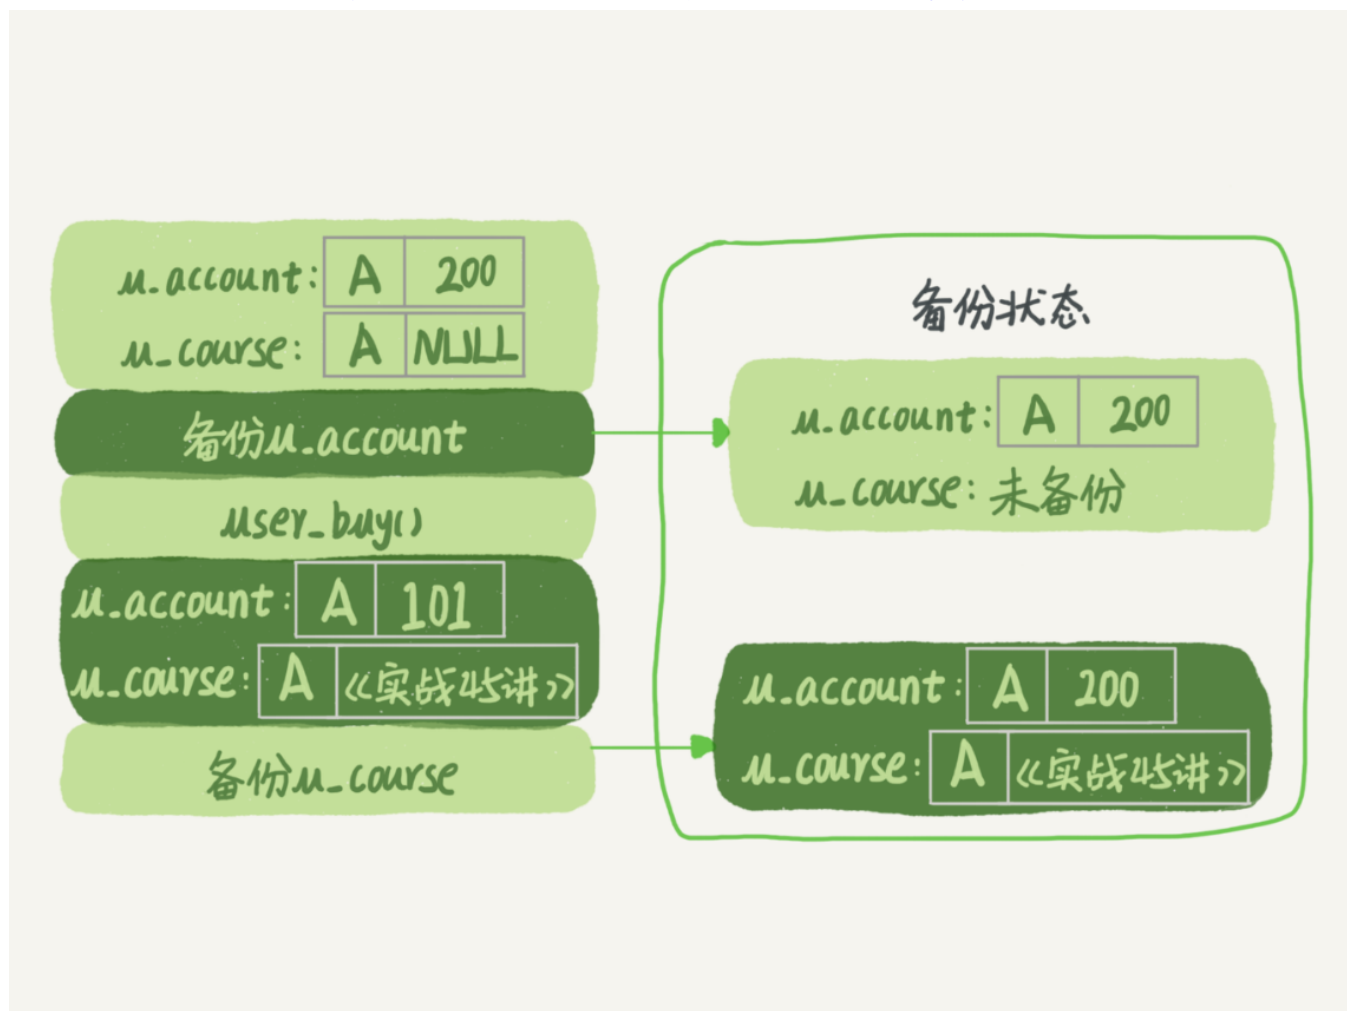 u_account: A 200
u_course: A NULL
备份u_account
user_buy()
u_account: A 101
u_course: A 《实战45讲》
备份u_course
备份状态
u_account: A 200
u_course: 未备份
u_account: A 200
u_course: A 《实战45讲》